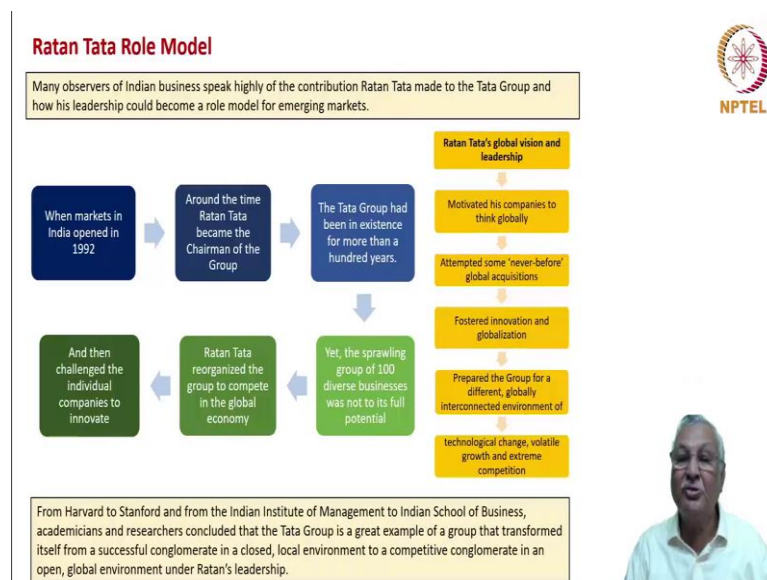 Ratan Tata Role Model
NPTEL
Many observers of Indian business speak highly of the contribution Ratan Tata made to the Tata Group and
how his leadership could become a role model for emerging markets.
When markets in
India opened in
1992
Around the time
Ratan Tata
became the
Chairman of the
Group
The Tata Group had
been in existence
for more than a
hundred years.
Yet, the sprawling
group of 100
diverse businesses
was not to its full
potential
Ratan Tata
reorganized the
group to compete
in the global
economy
And then
challenged the
individual
companies to
innovate
Ratan Tata's global vision and
leadership
Motivated his companies to
think globally
Attempted some 'never-before'
global acquisitions
Fostered innovation and
globalization
Prepared the Group for a
different, globally
interconnected environment of
technological change, volatile
growth and extreme
competition
From Harvard to Stanford and from the Indian Institute of Management to Indian School of Business,
academicians and researchers concluded that the Tata Group is a great example of a group that transformed
itself from a successful conglomerate in a closed, local environment to a competitive conglomerate in an
open, global environment under Ratan's leadership.